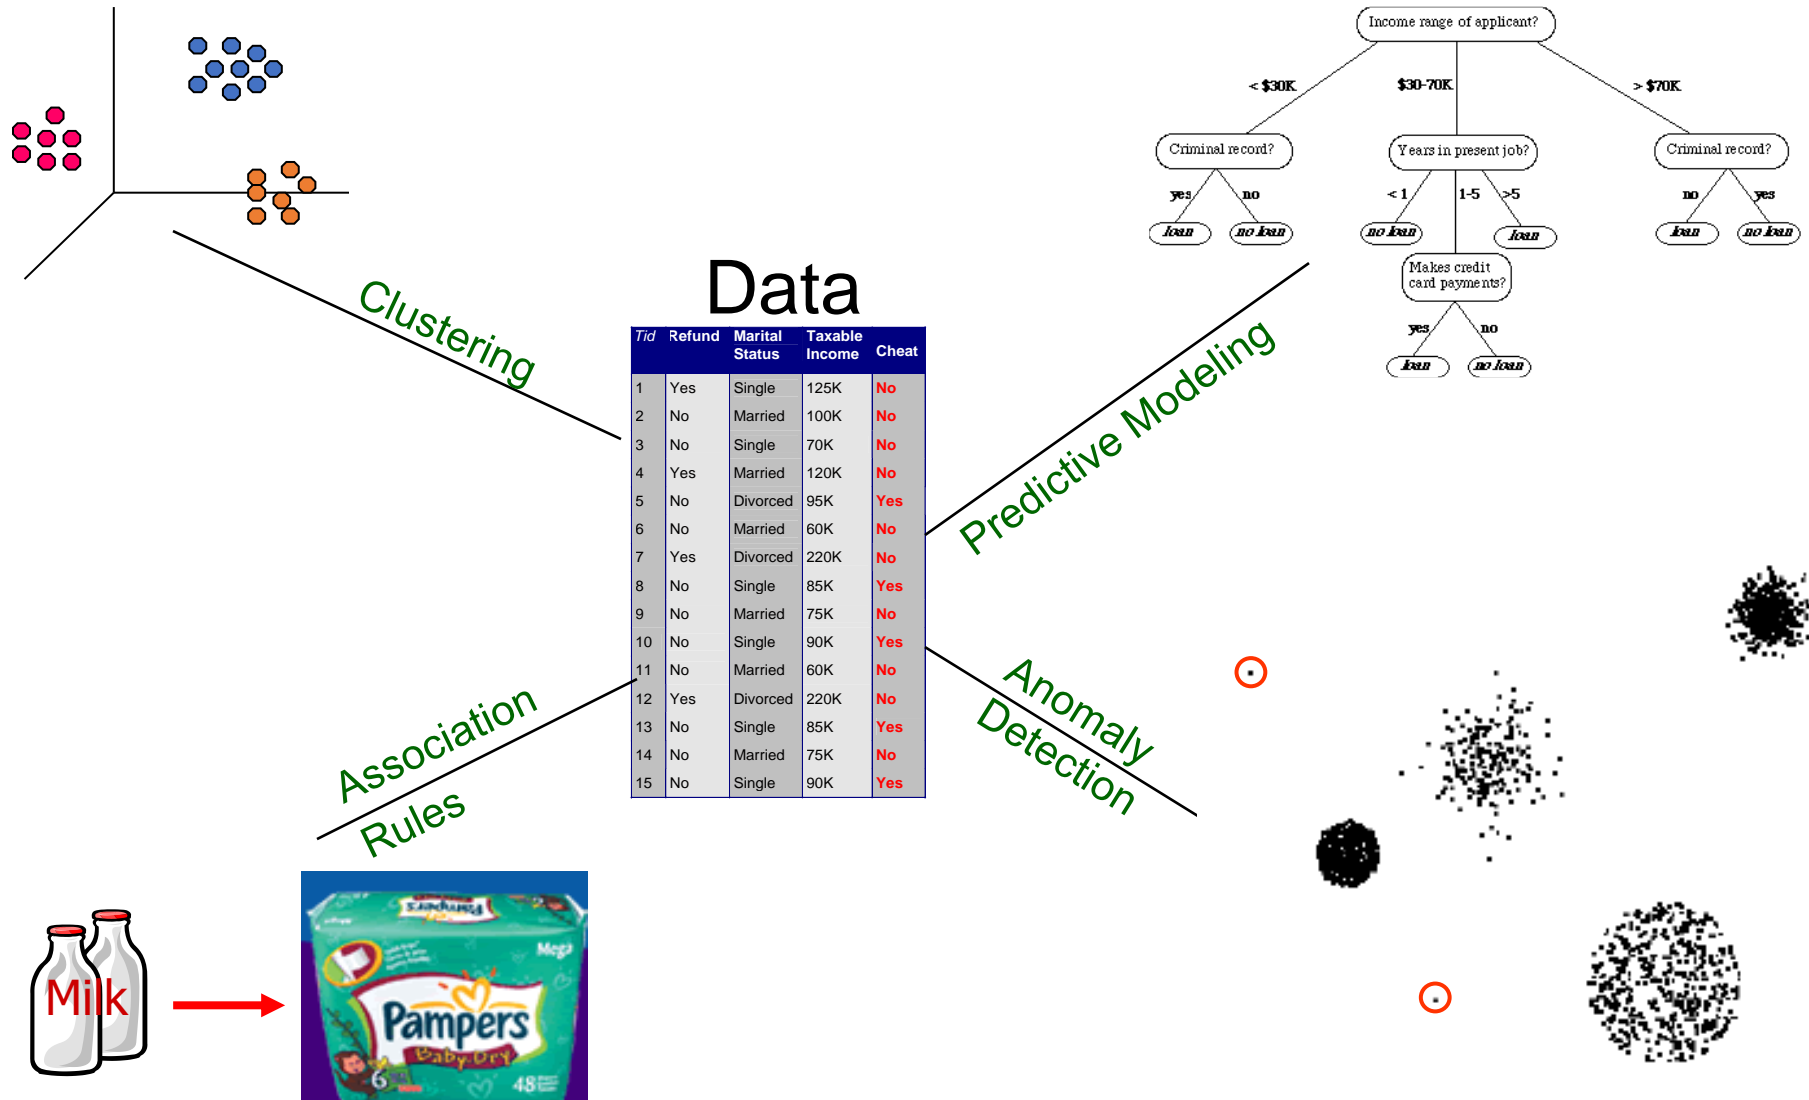 Income range of applicant?
< $30K
$30-70K
> $70K
Criminal record?
Years in present job?
Criminal record?
yes
no
< 1
1-5
>5
no
yes
loan
no loan
no loan
loan
loan
no loan
Makes credit
card payments?
yes
no
loan
no loan
Clustering
Data
Predictive Modeling
Tid Refund Marital Status Taxable Income Cheat
1 Yes Single 125K No
2 No Married 100K No
3 No Single 70K No
4 Yes Married 120K No
5 No Divorced 95K Yes
6 No Married 60K No
7 Yes Divorced 220K No
8 No Single 85K Yes
9 No Married 75K No
10 No Single 90K Yes
11 No Married 60K No
12 Yes Divorced 220K No
13 No Single 85K Yes
14 No Married 75K No
15 No Single 90K Yes
Association
Rules
Anomaly
Detection
Milk
Pampers
Mega
Pampers
Baby-Dry
6
48